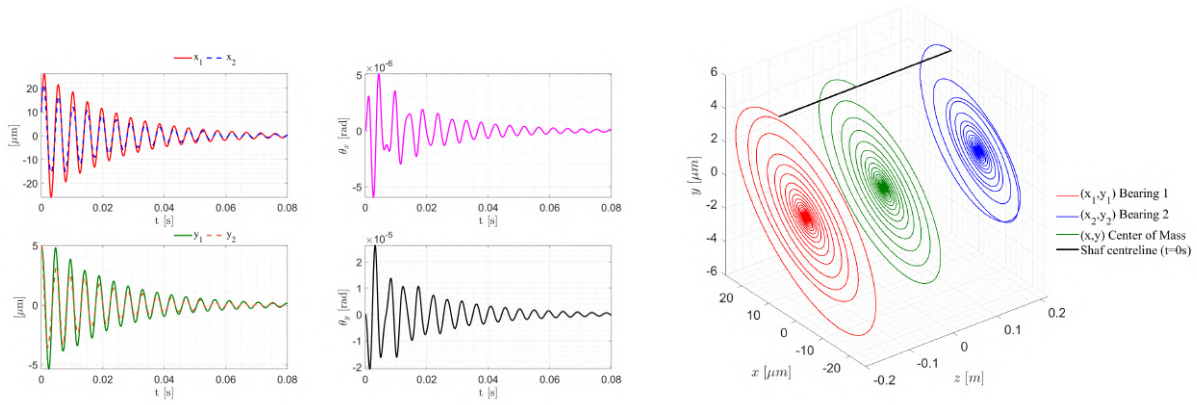 x1 x2
[μm]
20
10
0
-10
-20
0 0.02 0.04 0.06 0.08
t [s]
×10-6
θx [rad]
5
0
-5
0 0.02 0.04 0.06 0.08
t [s]
y1 y2
[μm]
5
0
-5
0 0.02 0.04 0.06 0.08
t [s]
×10-5
θy [rad]
2
1
0
-1
-2
0 0.02 0.04 0.06 0.08
t [s]
y [μm]
6
4
2
0
-2
-4
-6
20
10
0
-10
-20
x [μm]
-0.2
-0.1
0
0.1
0.2
z [m]
(x1,y1) Bearing 1
(x2,y2) Bearing 2
(x,y) Center of Mass
Shaf centreline (t=0s)